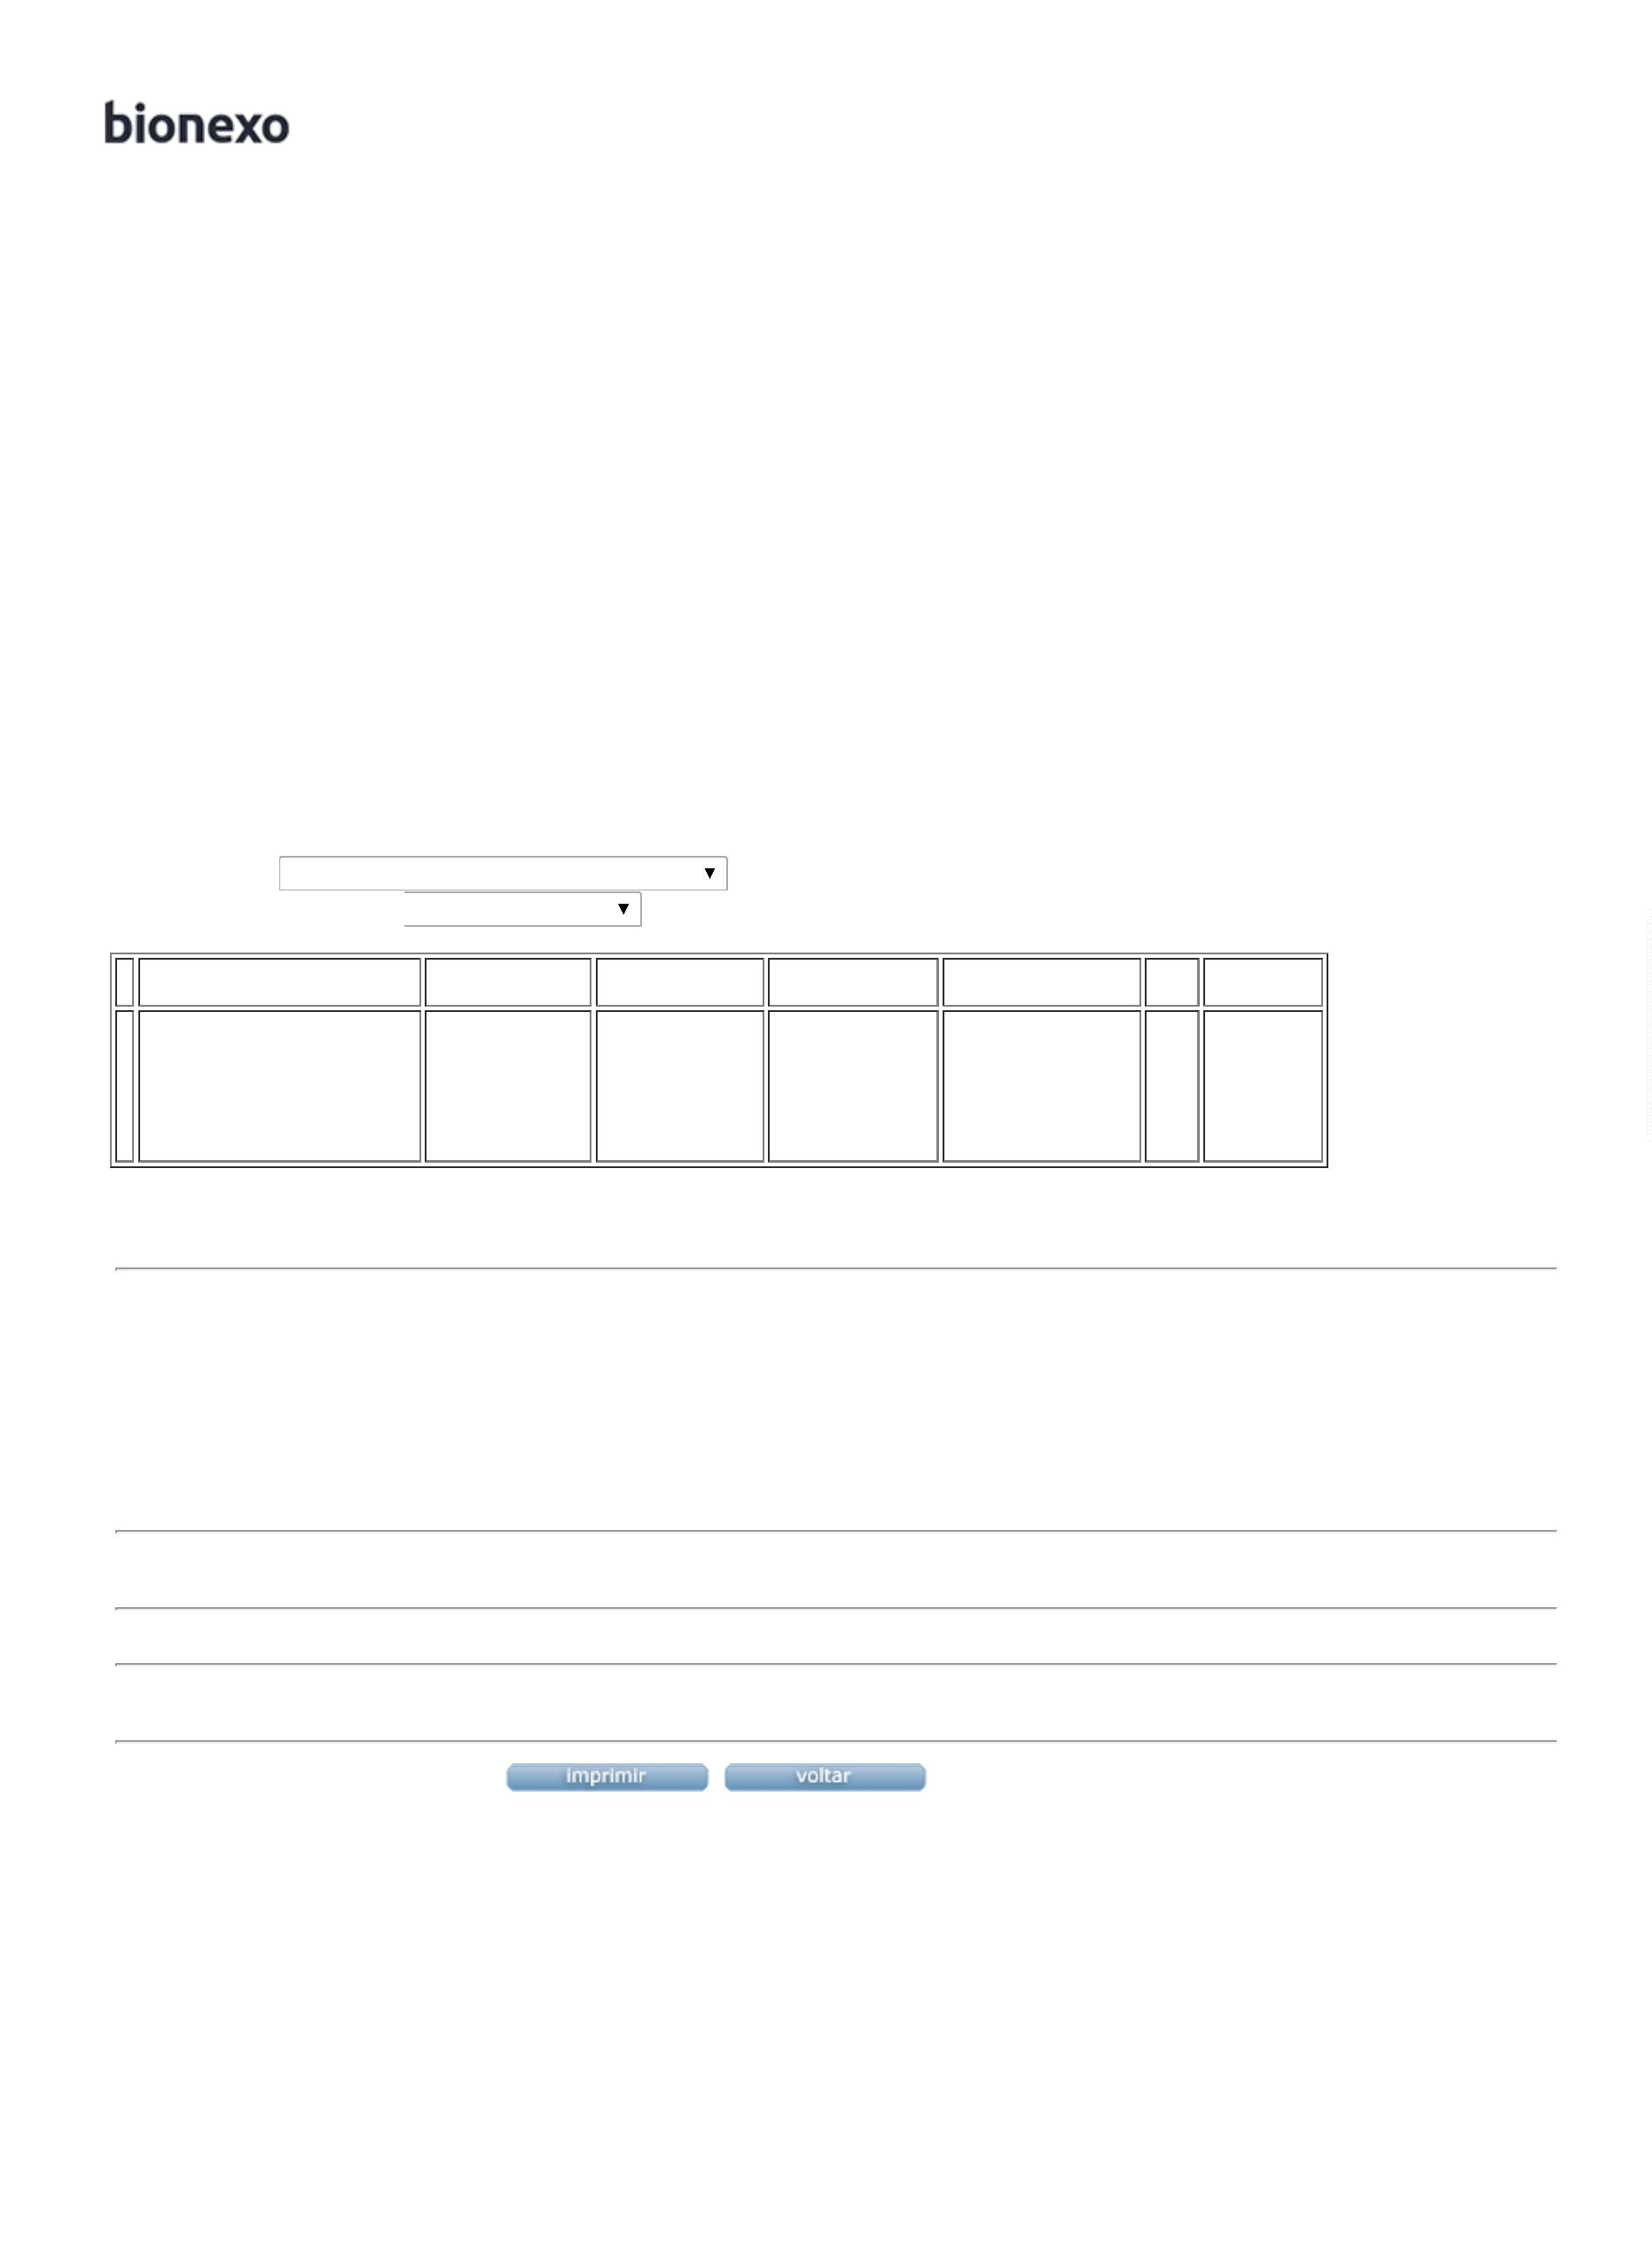 bionexo
▼
▼
imprimir voltar